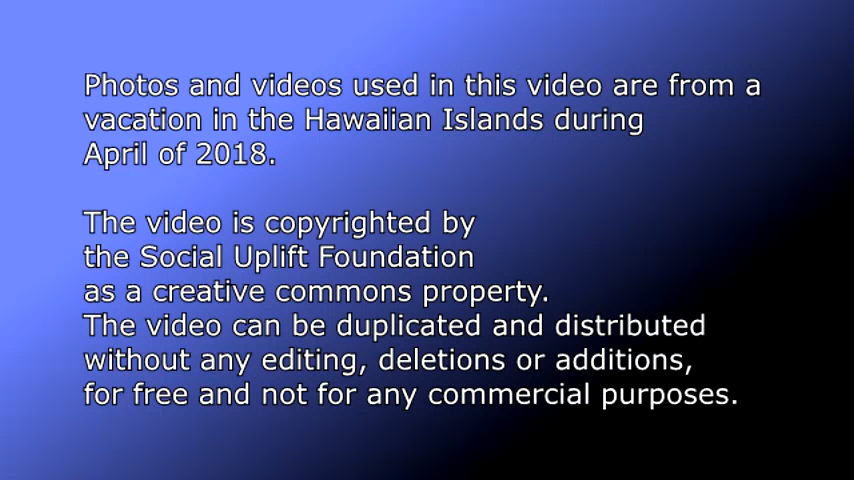 Photos and videos used in this video are from a
vacation in the Hawaiian Islands during
April of 2018.
The video is copyrighted by
the Social Uplift Foundation
as a creative commons property.
The video can be duplicated and distributed
without any editing, deletions or additions,
for free and not for any commercial purposes.